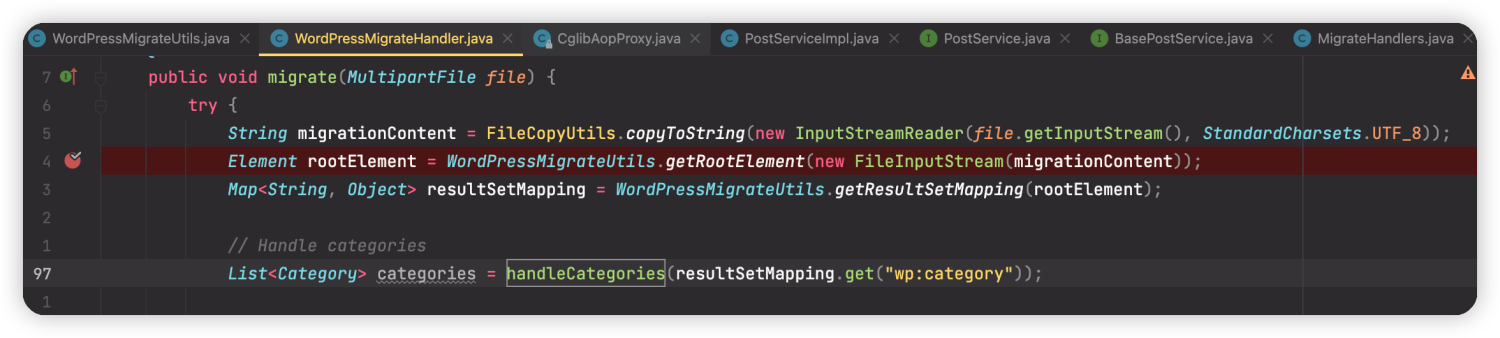 WordPressMigrateUtils.java WordPressMigrateHandler.java CglibAopProxy.java PostServiceImpl.java PostService.java BasePostService.java MigrateHandlers.java
7 public void migrate(MultipartFile file) {
6 try {
5 String migrationContent = FileCopyUtils.copyToString(new InputStreamReader(file.getInputStream(), StandardCharsets.UTF_8));
4 Element rootElement = WordPressMigrateUtils.getRootElement(new FileInputStream(migrationContent));
3 Map<String, Object> resultSetMapping = WordPressMigrateUtils.getResultSetMapping(rootElement);
2
1 // Handle categories
97 List<Category> categories = handleCategories(resultSetMapping.get("wp:category"));
1